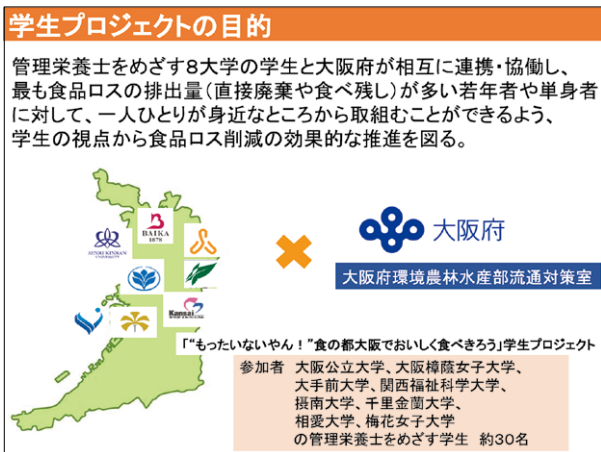 学生プロジェクトの目的
管理栄養士をめざす8大学の学生と大阪府が相互に連携・協働し、
最も食品ロスの排出量(直接廃棄や食べ残し)が多い若年者や単身者
に対して、一人ひとりが身近なところから取組むことができるよう、
学生の視点から食品ロス削減の効果的な推進を図る。
BAIKA
1878
SENRI KINRAN
UNIVERSITY
Kansai
大阪府
大阪府環境農林水産部流通対策室
「“もったいないやん!”食の都大阪でおいしく食べきろう」学生プロジェクト
参加者 大阪公立大学、大阪樟蔭女子大学、
大手前大学、関西福祉科学大学、
摂南大学、千里金蘭大学、
相愛大学、梅花女子大学
の管理栄養士をめざす学生 約30名